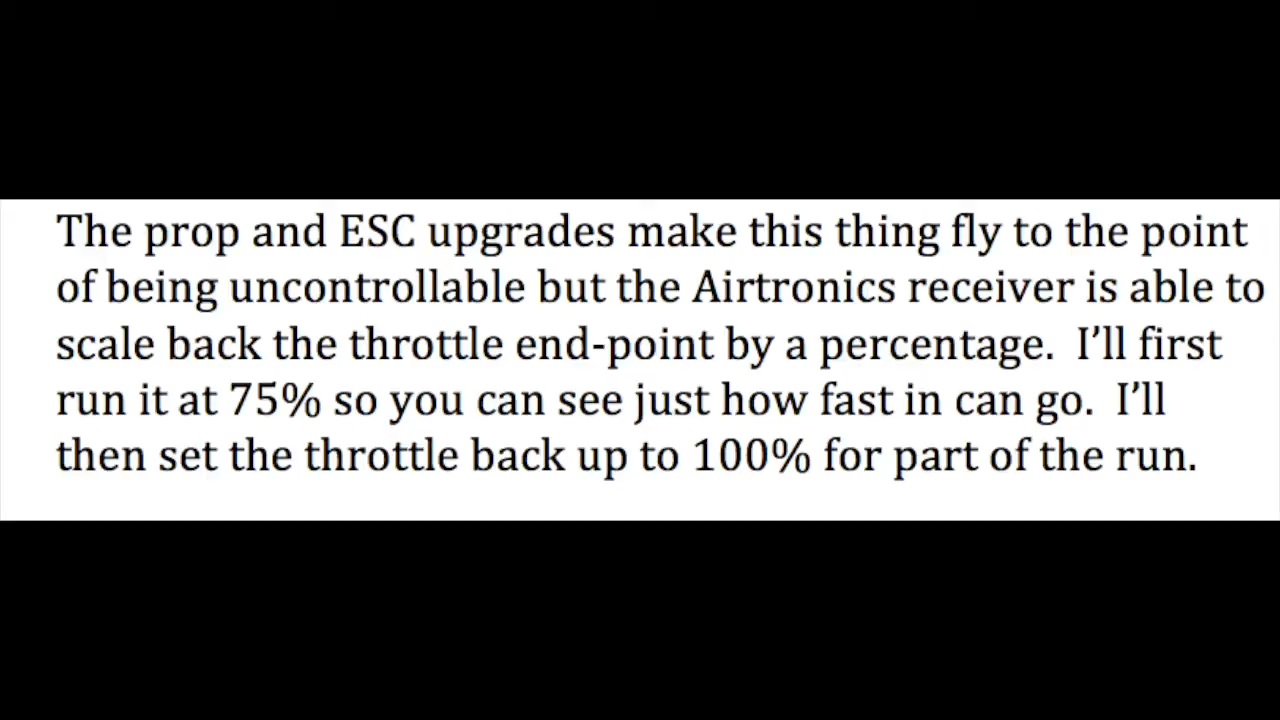 The prop and ESC upgrades make this thing fly to the point
of being uncontrollable but the Airtronics receiver is able to
scale back the throttle end-point by a percentage.  I’ll first
run it at 75% so you can see just how fast in can go.  I’ll
then set the throttle back up to 100% for part of the run.